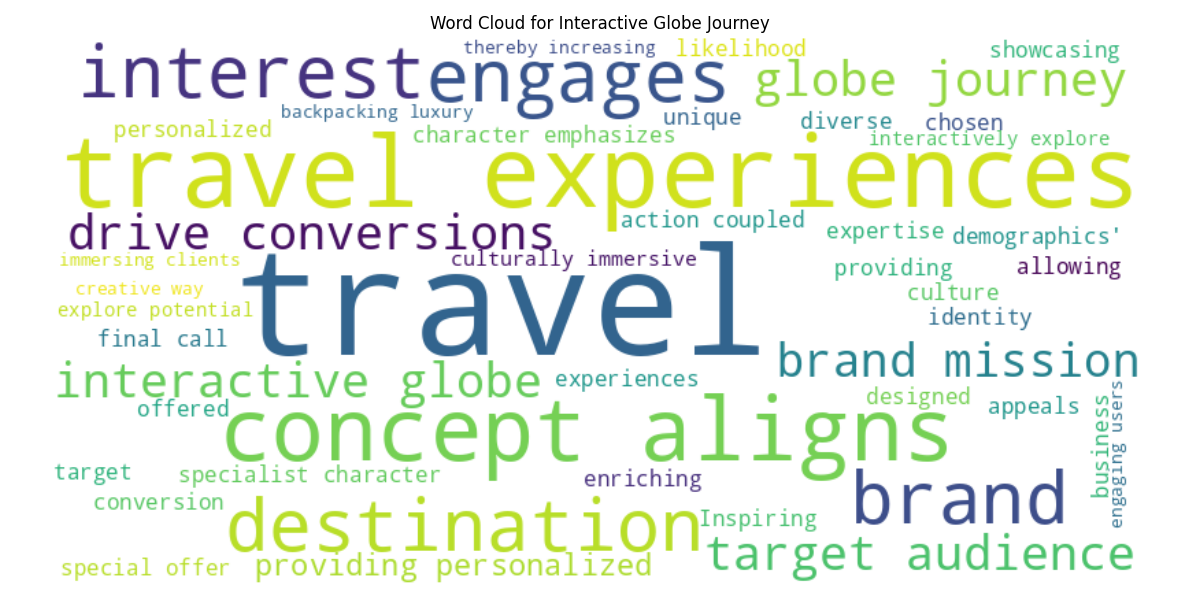 Word Cloud for Interactive Globe Journey
thereby increasing
likelihood
showcasing
interest
engages
globe journey
backpacking luxury
unique
diverse
chosen
personalized
character emphasizes
interactively explore
travel experiences
drive conversions
action coupled
expertise
demographics'
immersing clients
culturally immersive
travel
providing
allowing
creative way
culture
explore potential
identity
final call
brand mission
interactive globe
experiences
designed
offered
appeals
concept aligns
business
engaging users
target
specialist character
enriching
conversion
brand
destination
Inspiring
target audience
special offer
providing personalized